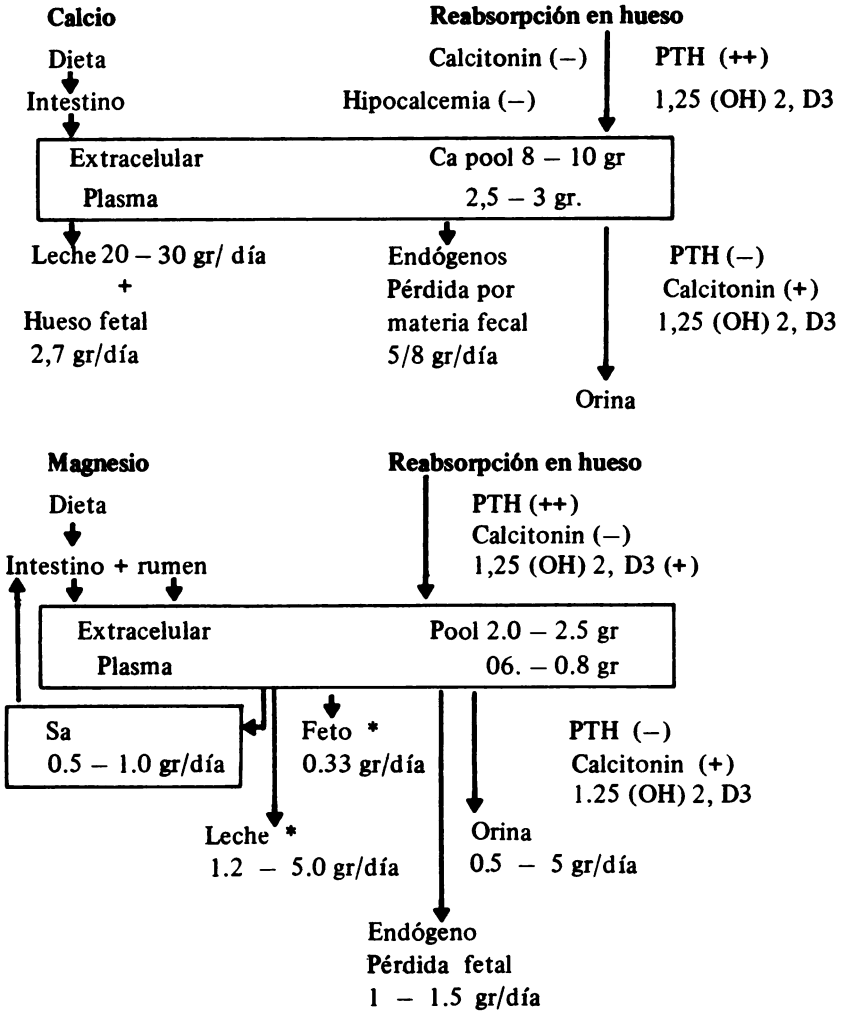 Calcio
Reabsorpción en hueso
Dieta
Calcitonin (−)
PTH (++)
Intestino
Hipocalcemia (−)
1,25 (OH) 2, D3
Extracelular
Ca pool 8 − 10 gr
Plasma
2,5 − 3 gr.
Leche 20 − 30 gr/ día
+
Hueso fetal
2,7 gr/día
Endógenos
Pérdida por
materia fecal
5/8 gr/día
PTH (−)
Calcitonin (+)
1,25 (OH) 2, D3
Orina
Magnesio
Reabsorpción en hueso
Dieta
PTH (++)
Calcitonin (−)
1,25 (OH) 2, D3 (+)
Intestino + rumen
Extracelular
Pool 2.0 − 2.5 gr
Plasma
06. − 0.8 gr
Sa
0.5 − 1.0 gr/día
Feto *
0.33 gr/día
PTH (−)
Calcitonin (+)
1.25 (OH) 2, D3
Leche *
1.2 − 5.0 gr/día
Orina
0.5 − 5 gr/día
Endógeno
Pérdida fetal
1 − 1.5 gr/día